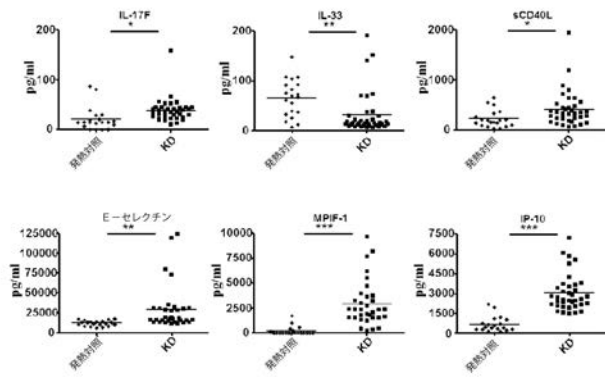 IL-17F
*
200
100
0
pg/ml
発熱対照
KD
IL-33
**
200
100
0
pg/ml
発熱対照
KD
sCD40L
*
2000
1000
0
pg/ml
発熱対照
KD
E-セレクチン
**
125000
100000
75000
50000
25000
0
pg/ml
発熱対照
KD
MPIF-1
***
10000
7500
5000
2500
0
pg/ml
発熱対照
KD
IP-10
***
7500
6000
4500
3000
1500
0
pg/ml
発熱対照
KD